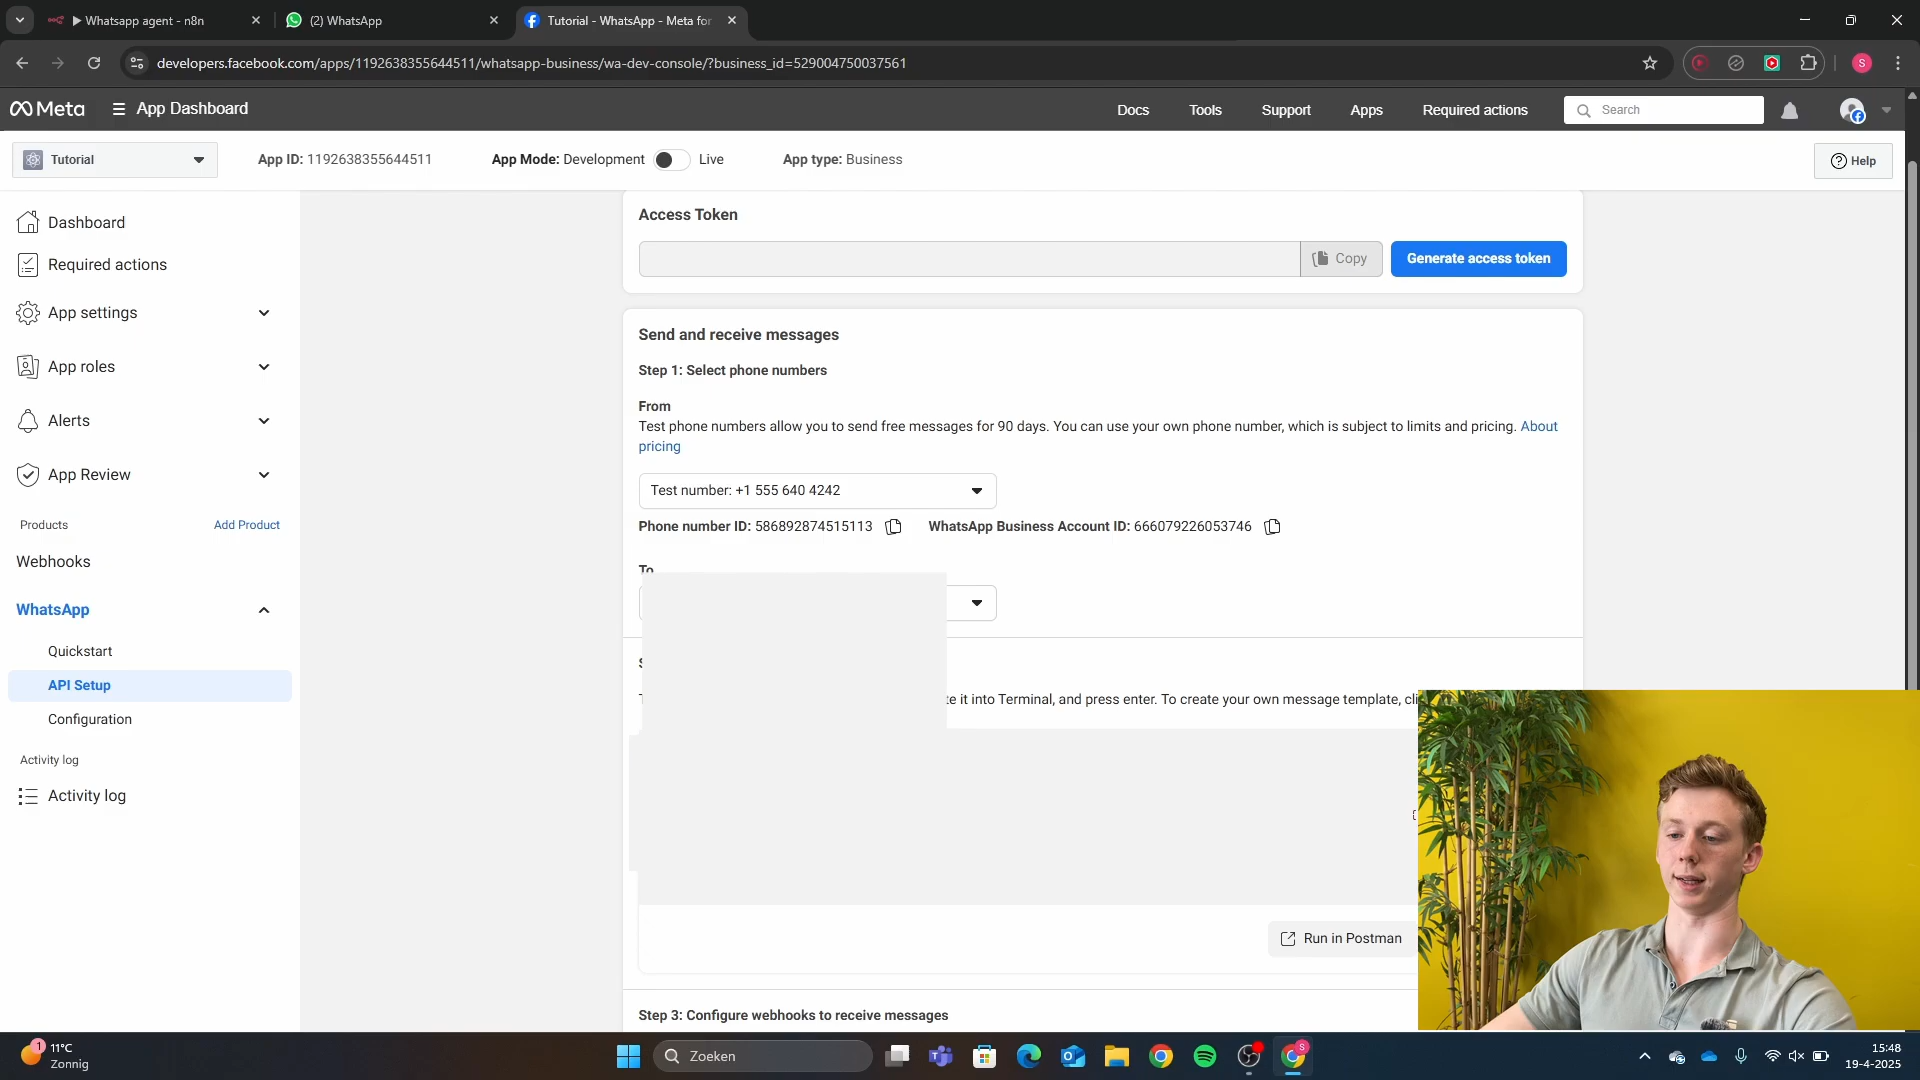 Whatsapp agent - n8n
(2) WhatsApp
Tutorial - WhatsApp - Meta for
developers.facebook.com/apps/1192638355644511/whatsapp-business/wa-dev-console/?business_id=529004750037561
S
Meta
App Dashboard
Docs
Tools
Support
Apps
Required actions
Search
Tutorial
App ID: 1192638355644511
App Mode: Development
Live
App type: Business
Help
Dashboard
Required actions
App settings
App roles
Alerts
App Review
Products
Add Product
Webhooks
WhatsApp
Quickstart
API Setup
Configuration
Activity log
Activity log
Access Token
Copy
Generate access token
Send and receive messages
Step 1: Select phone numbers
From
Test phone numbers allow you to send free messages for 90 days. You can use your own phone number, which is subject to limits and pricing. About
pricing
Test number: +1 555 640 4242
Phone number ID: 586892874515113
WhatsApp Business Account ID: 666079226053746
To
te it into Terminal, and press enter. To create your own message template, cli
Run in Postman
Step 3: Configure webhooks to receive messages
1
11°C
Zonnig
Zoeken
S
15:48
19-4-2025